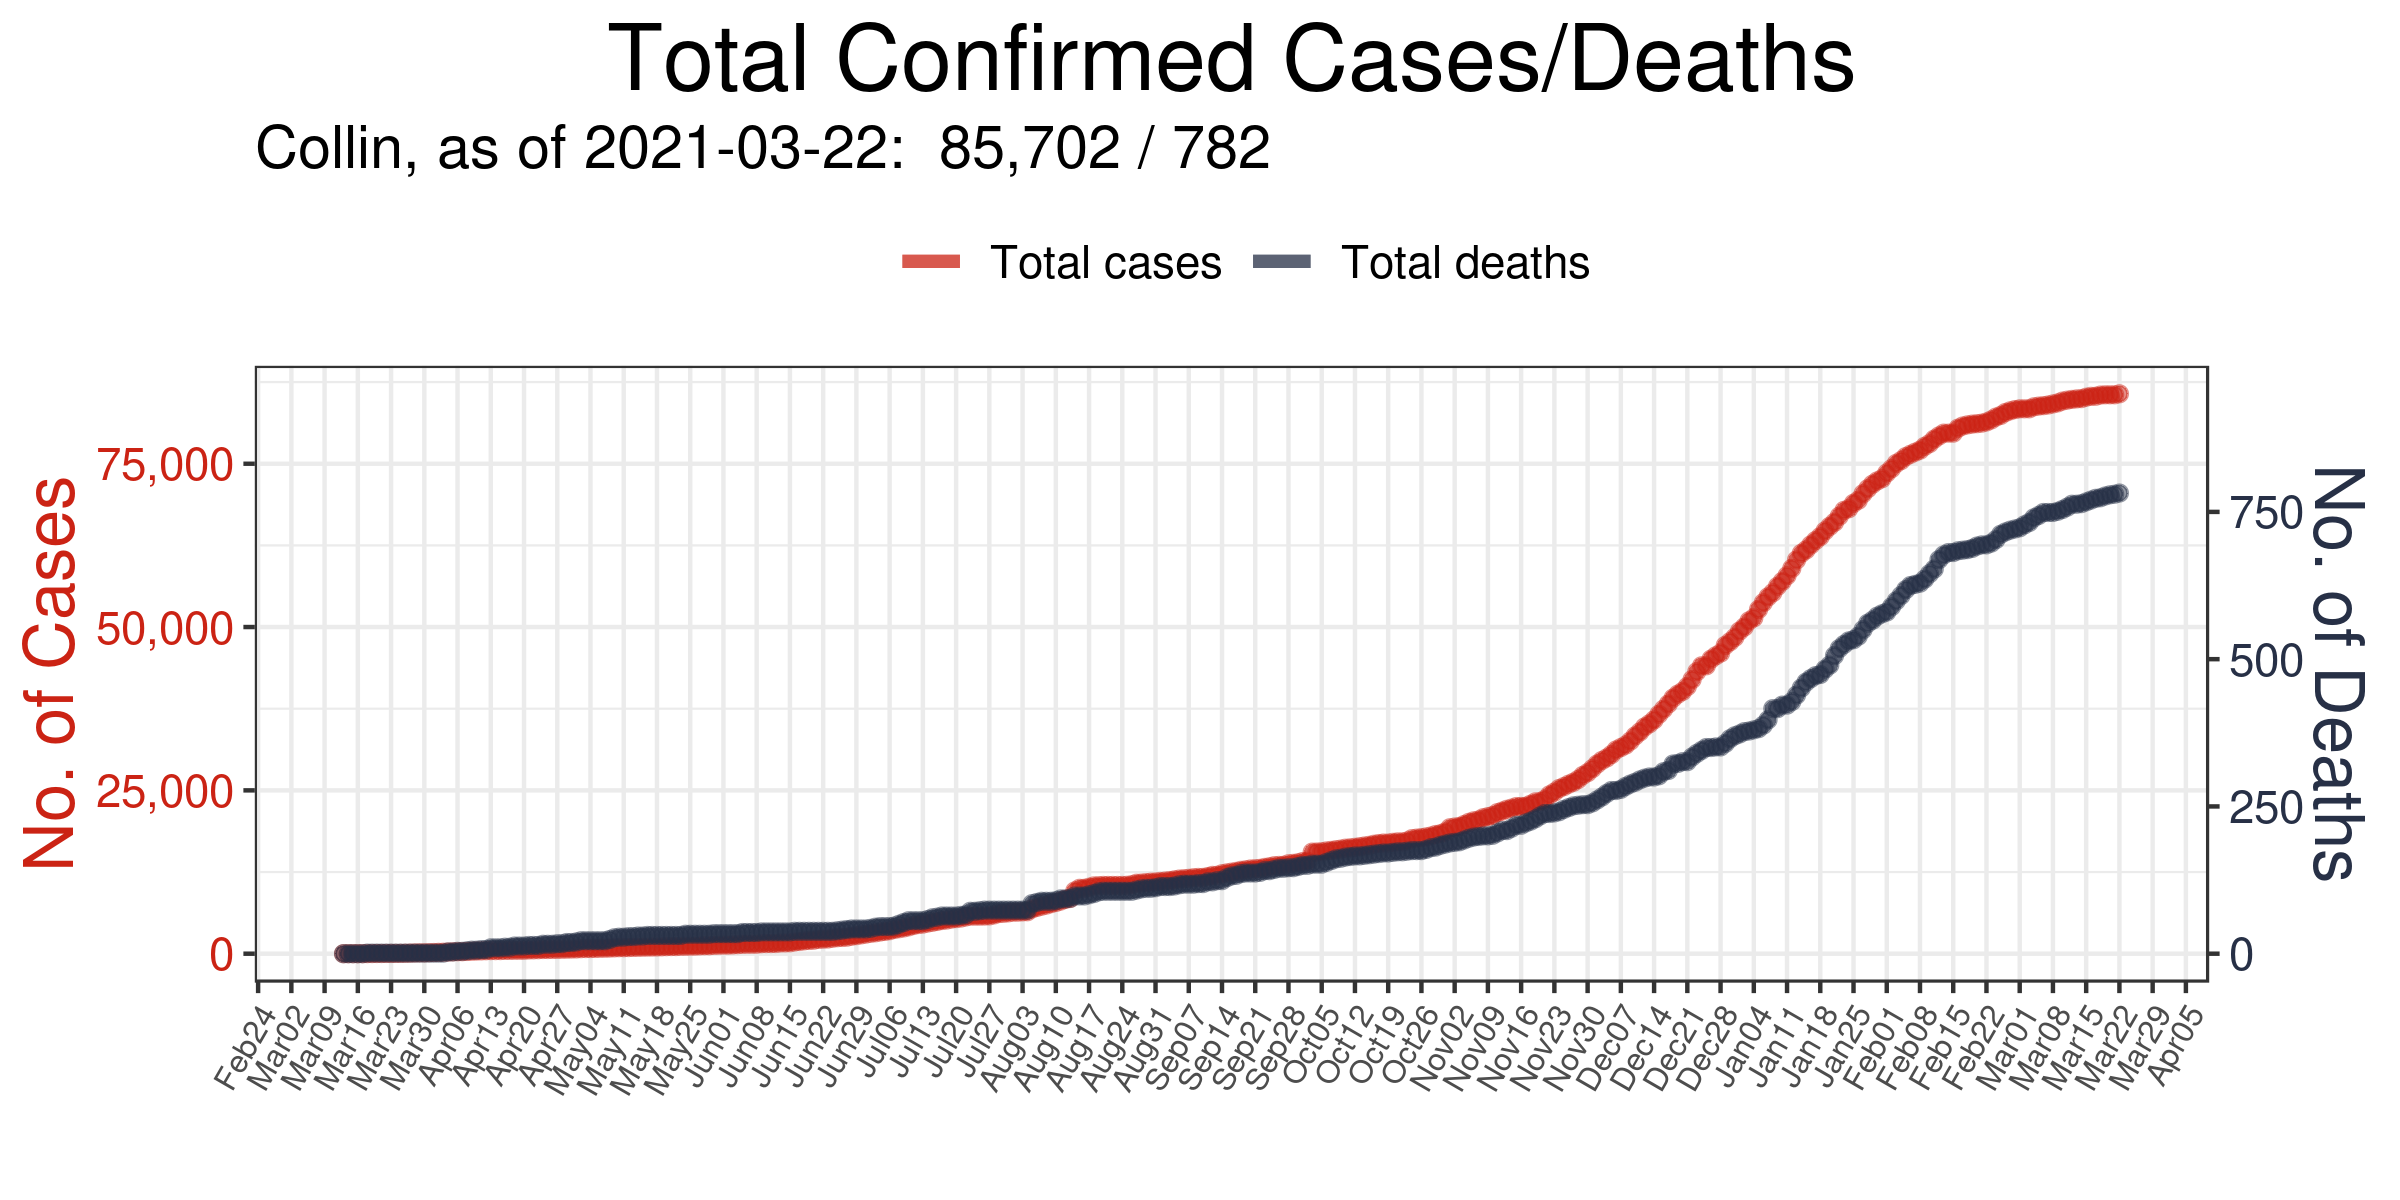 Total Confirmed Cases/Deaths
Collin, as of 2021-03-22:  85,702 / 782
Total cases
Total deaths
No. of Cases
75,000
50,000
25,000
0
No. of Deaths
750
500
250
0
Feb24
Mar02
Mar09
Mar16
Mar23
Mar30
Apr06
Apr13
Apr20
Apr27
May04
May11
May18
May25
Jun01
Jun08
Jun15
Jun22
Jun29
Jul06
Jul13
Jul20
Jul27
Aug03
Aug10
Aug17
Aug24
Aug31
Sep07
Sep14
Sep21
Sep28
Oct05
Oct12
Oct19
Oct26
Nov02
Nov09
Nov16
Nov23
Nov30
Dec07
Dec14
Dec21
Dec28
Jan04
Jan11
Jan18
Jan25
Feb01
Feb08
Feb15
Feb22
Mar01
Mar08
Mar15
Mar22
Mar29
Apr05